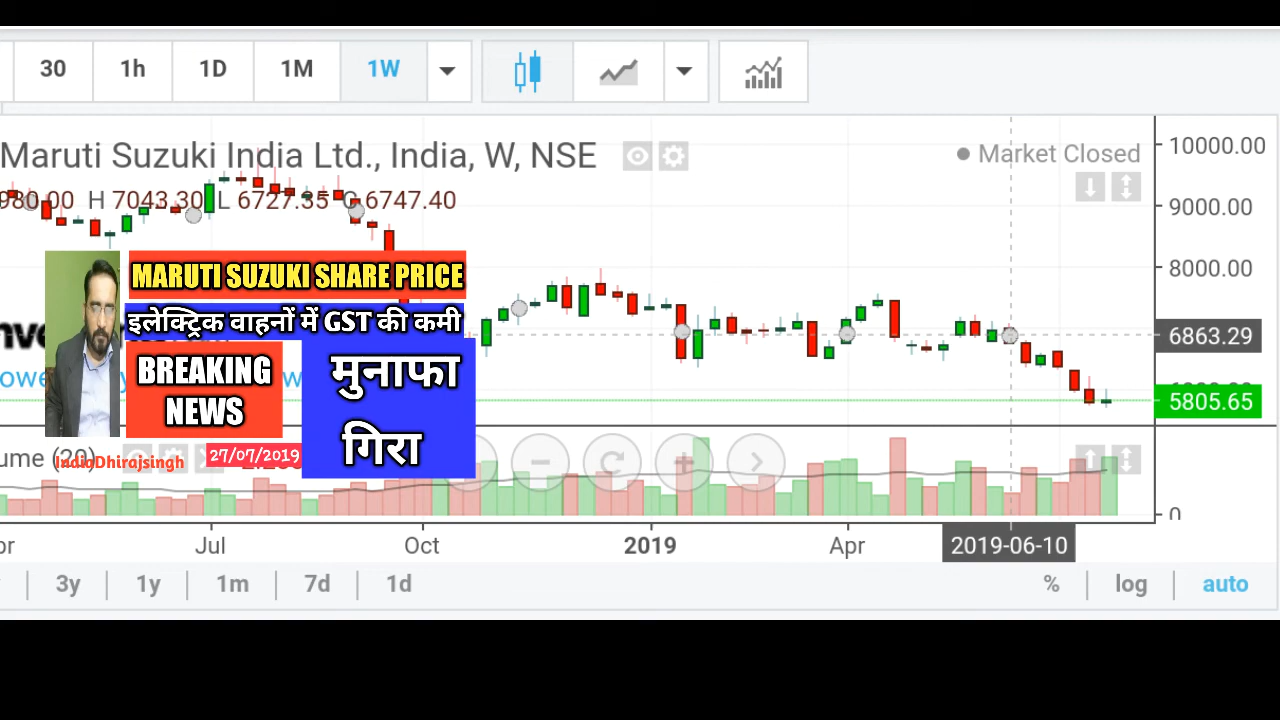 30 1h 1D 1M 1W
Maruti Suzuki India Ltd., India, W, NSE
Market Closed
980.00 H 7043.30 L 6727.35 C 6747.40
10000.00
9000.00
8000.00
6863.29
5805.65
0
MARUTI SUZUKI SHARE PRICE
इलेक्ट्रिक वाहनों में GST की कमी
BREAKING
NEWS
मुनाफा
गिरा
ume (20)
IndiaDhirajsingh
27/07/2019
Jul Oct 2019 Apr 2019-06-10
3y 1y 1m 7d 1d % log auto